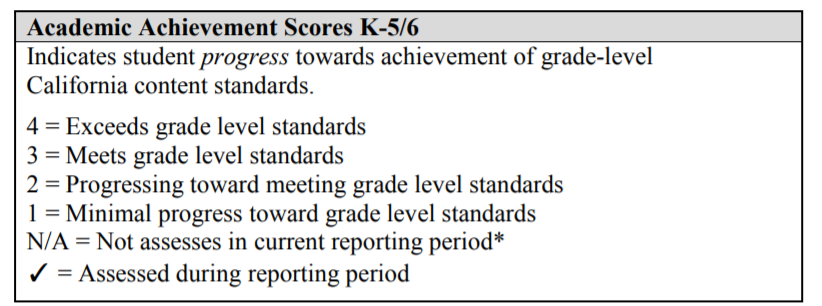 Academic Achievement Scores K-5/6
Indicates student progress towards achievement of grade-level
California content standards.
4 = Exceeds grade level standards
3 = Meets grade level standards
2 = Progressing toward meeting grade level standards
1 = Minimal progress toward grade level standards
N/A = Not assesses in current reporting period*
✓ = Assessed during reporting period